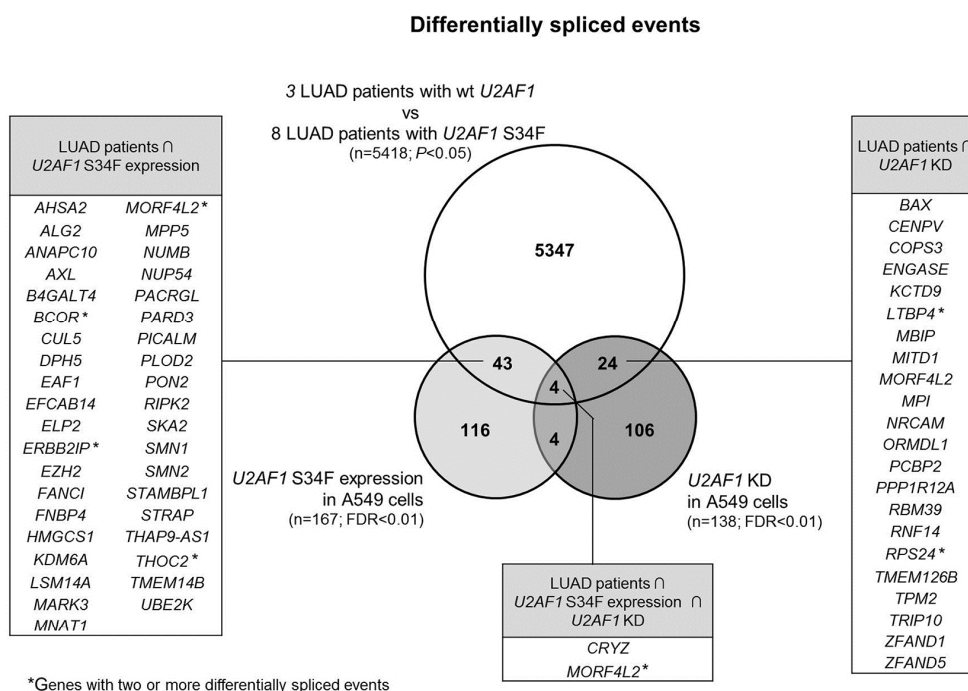 Differentially spliced events
3 LUAD patients with wt U2AF1
vs
8 LUAD patients with U2AF1 S34F
(n=5418; P<0.05)
LUAD patients ∩
U2AF1 S34F expression
AHSA2 MORF4L2*
ALG2 MPP5
ANAPC10 NUMB
AXL NUP54
B4GALT4 PACRGL
BCOR* PARD3
CUL5 PICALM
DPH5 PLOD2
EAF1 PON2
EFCAB14 RIPK2
ELP2 SKA2
ERBB2IP* SMN1
EZH2 SMN2
FANCI STAMBPL1
FNBP4 STRAP
HMGCS1 THAP9-AS1
KDM6A THOC2*
LSM14A TMEM14B
MARK3 UBE2K
MNAT1
5347
43
24
4
116
4
106
U2AF1 S34F expression
in A549 cells
(n=167; FDR<0.01)
U2AF1 KD
in A549 cells
(n=138; FDR<0.01)
LUAD patients ∩
U2AF1 KD
BAX
CENPV
COPS3
ENGASE
KCTD9
LTBP4*
MBIP
MITD1
MORF4L2
MPI
NRCAM
ORMDL1
PCBP2
PPP1R12A
RBM39
RNF14
RPS24*
TMEM126B
TPM2
TRIP10
ZFAND1
ZFAND5
LUAD patients ∩
U2AF1 S34F expression ∩
U2AF1 KD
CRYZ
MORF4L2*
*Genes with two or more differentially spliced events